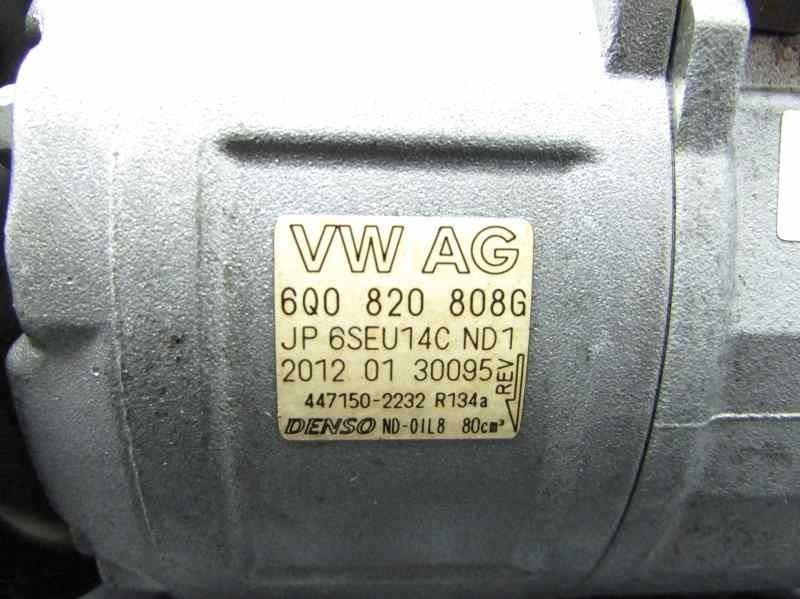 VW AG
6Q0 820 808G
JP 6SEU14C ND1
2012 01 30095
REV
447150-2232 R134a
DENSO ND-OIL8 80cm³